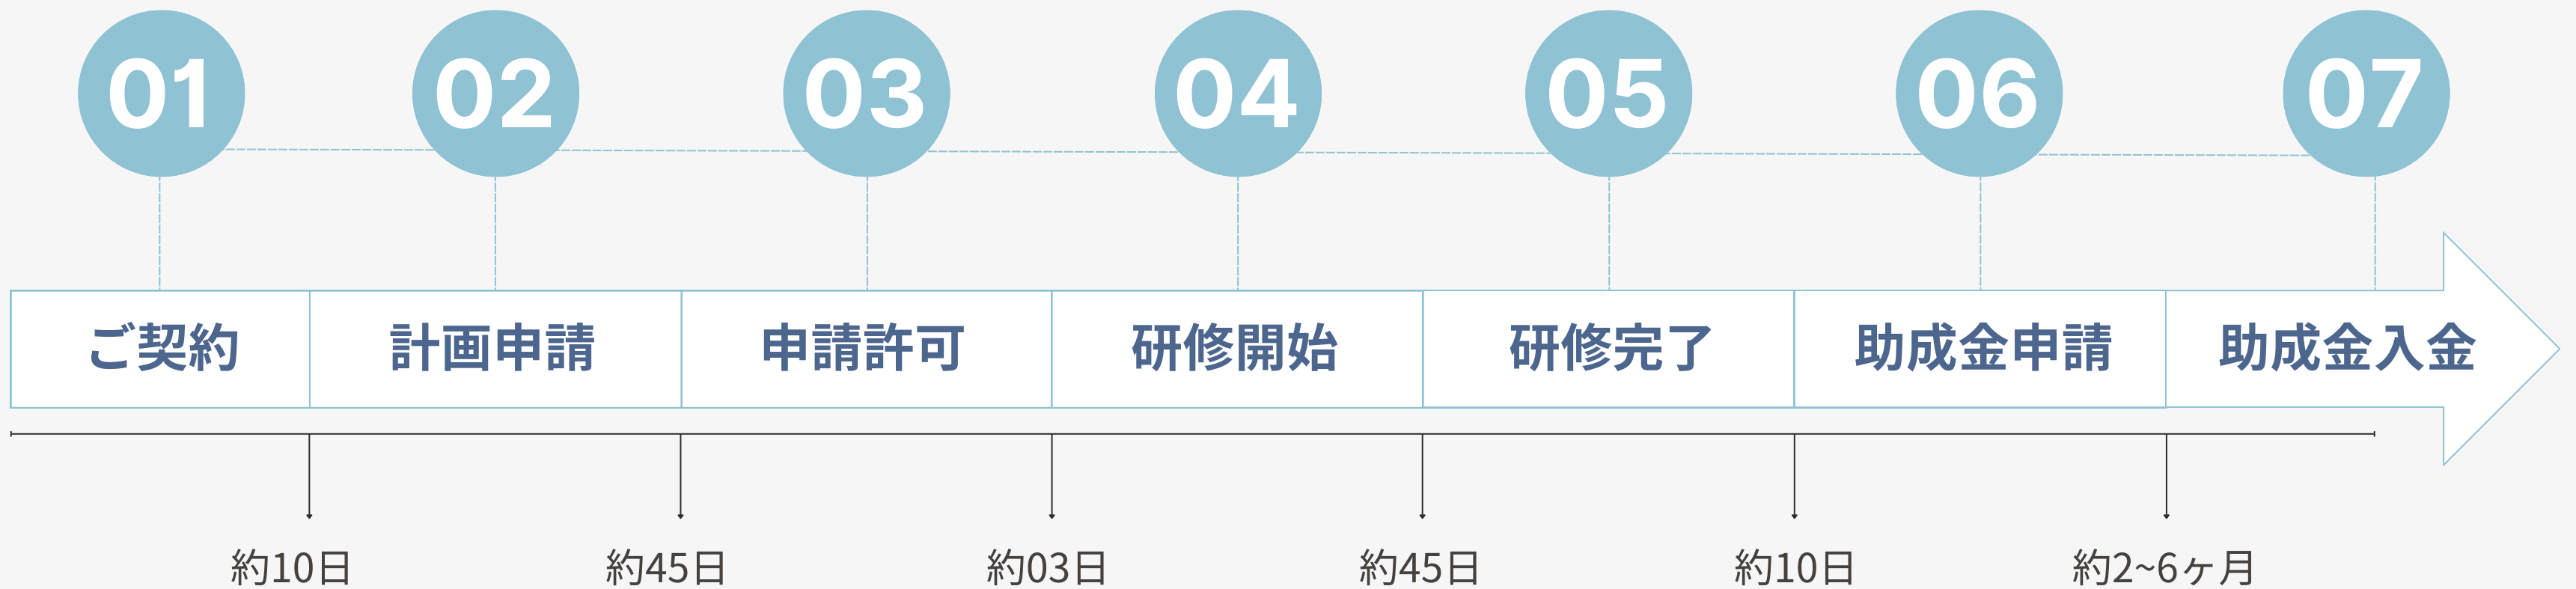 01
02
03
04
05
06
07
ご契約
計画申請
申請許可
研修開始
研修完了
助成金申請
助成金入金
約10日
約45日
約03日
約45日
約10日
約2~6ヶ月